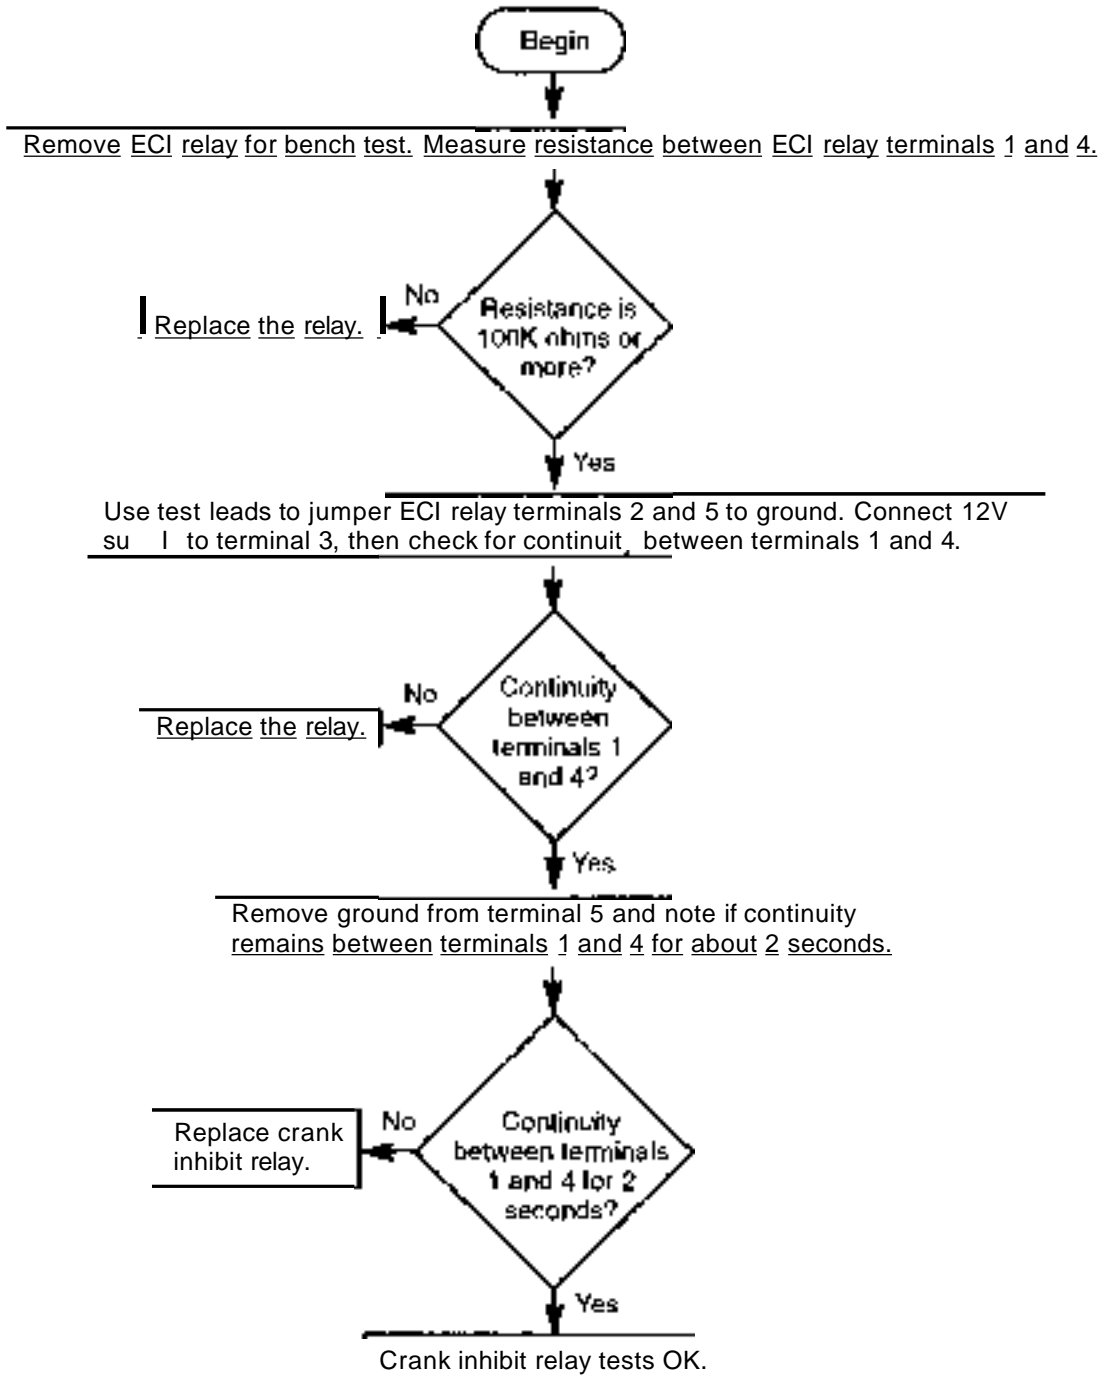 Begin
Remove ECI relay for bench test. Measure resistance between ECI relay terminals 1 and 4.
No
Resistance is
100K ohms or
more?
Replace the relay.
Yes
Use test leads to jumper ECI relay terminals 2 and 5 to ground. Connect 12V
su l to terminal 3, then check for continuit, between terminals 1 and 4.
No
Continuity
between
terminals 1
and 4?
Replace the relay.
Yes
Remove ground from terminal 5 and note if continuity
remains between terminals 1 and 4 for about 2 seconds.
No
Continuity
between terminals
1 and 4 for 2
seconds?
Replace crank
inhibit relay.
Yes
Crank inhibit relay tests OK.